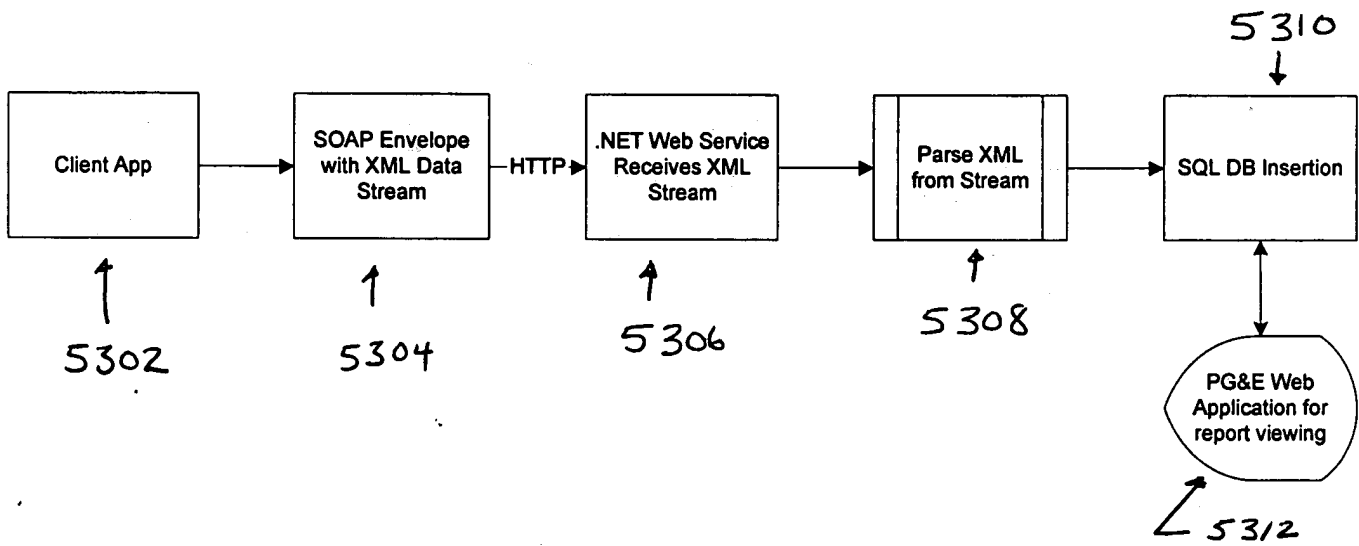 5310
Client App
SOAP Envelope
with XML Data
Stream
HTTP
.NET Web Service
Receives XML
Stream
Parse XML
from Stream
SQL DB Insertion
5302
5304
5306
5308
PG&E Web
Application for
report viewing
5312